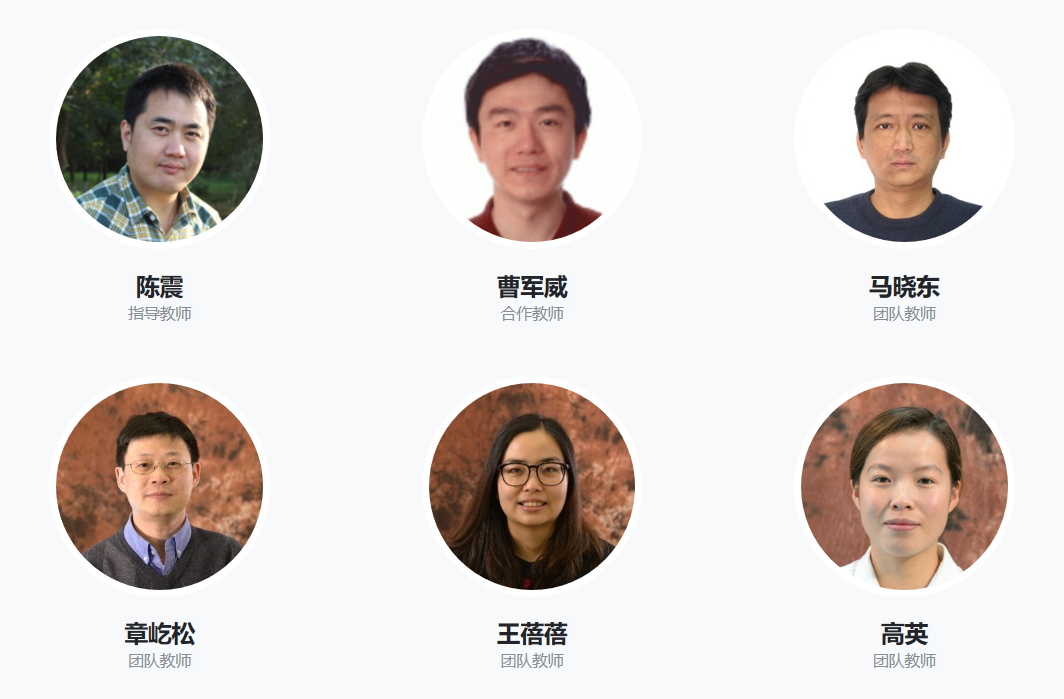 陈震
曹军威
马晓东
指导教师
合作教师
团队教师
章屹松
王蓓蓓
高英
团队教师
团队教师
团队教师